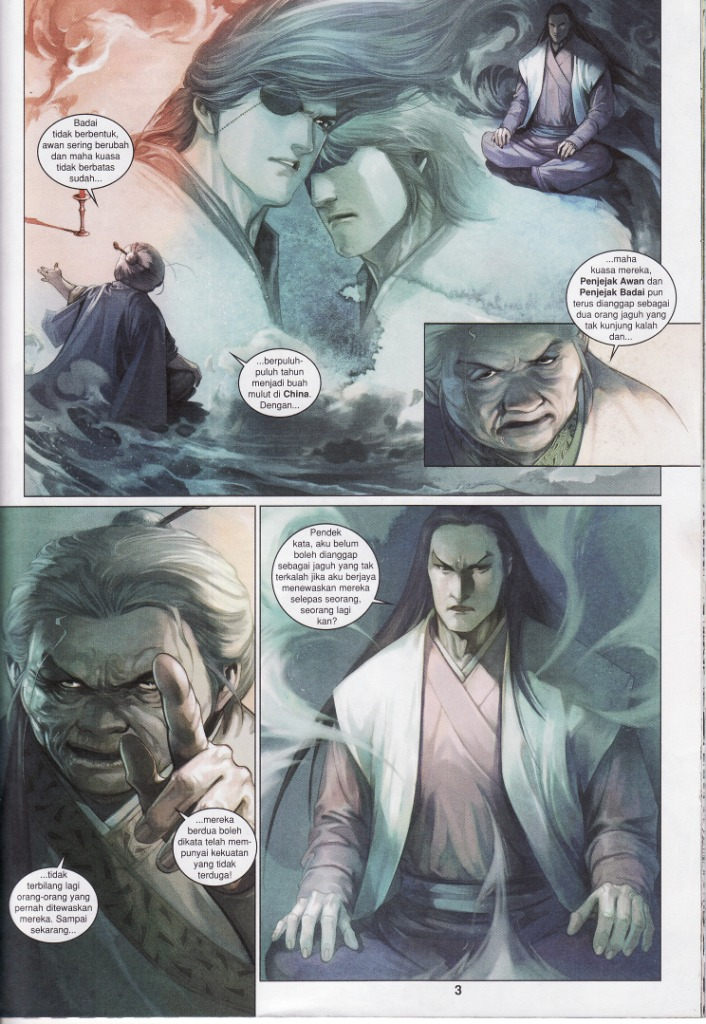 Badai
tidak berbentuk,
awan sering berubah
dan maha kuasa
tidak berbatas
sudah...
...berpuluh-
puluh tahun
menjadi buah
mulut di China.
Dengan...
...maha
kuasa mereka,
Penjejak Awan dan
Penjejak Badai pun
terus dianggap sebagai
dua orang jaguh yang
tak kunjung kalah
dan...
...tidak
terbilang lagi
orang-orang yang
pernah ditewaskan
mereka. Sampai
sekarang...
...mereka
berdua boleh
dikata telah mem-
punyai kekuatan
yang tidak
terduga!
Pendek
kata, aku belum
boleh dianggap
sebagai jaguh yang tak
terkalah jika aku berjaya
menewaskan mereka
selepas seorang,
seorang lagi
kan?
3